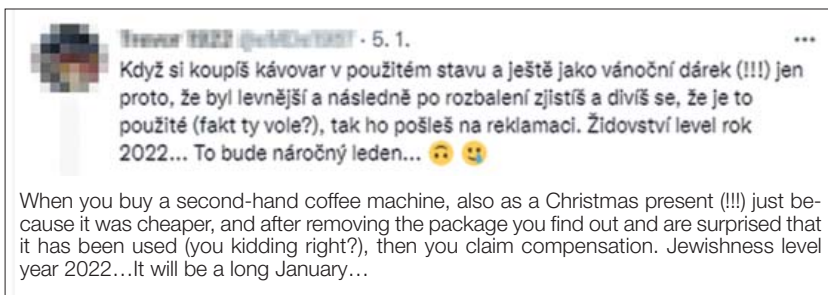 · 5. 1.
Když si koupíš kávovar v použitém stavu a ještě jako vánoční dárek (!!!) jen
proto, že byl levnější a následně po rozbalení zjistíš a divíš se, že je to
použité (fakt ty vole?), tak ho pošleš na reklamaci. Židovství level rok
2022... To bude náročný leden... 🙃 🥲
When you buy a second-hand coffee machine, also as a Christmas present (!!!) just be-
cause it was cheaper, and after removing the package you find out and are surprised that
it has been used (you kidding right?), then you claim compensation. Jewishness level
year 2022…It will be a long January…